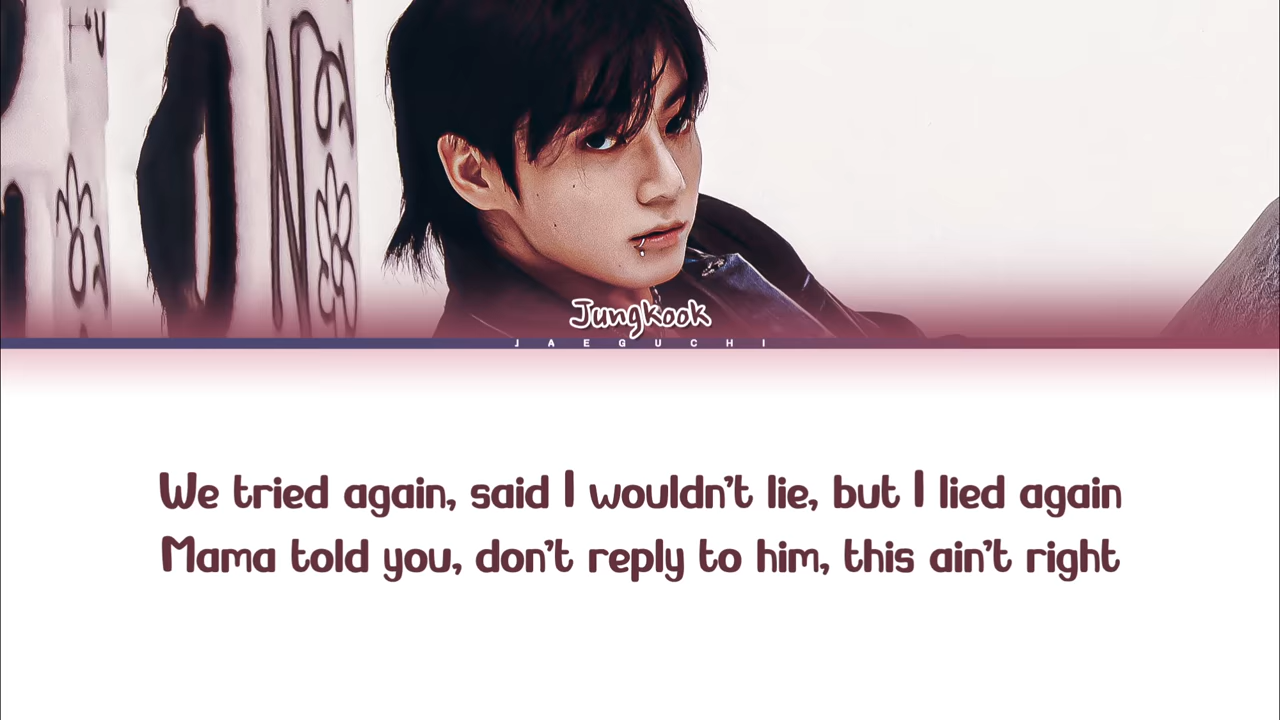 Jungkook
JAEGUCHI
We tried again, said I wouldn't lie, but I lied again
Mama told you, don't reply to him, this ain't right